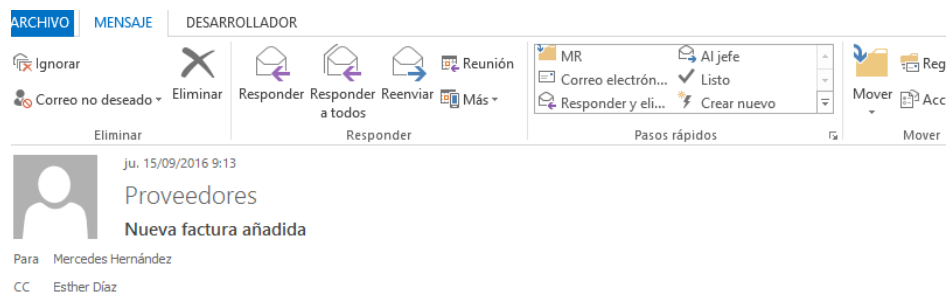 ARCHIVO MENSAJE DESARROLLADOR
Ignorar
Correo no deseado
Eliminar
Eliminar
Responder
Responder a todos
Reenviar
Reunión
Más
Responder
MR
Correo electrón...
Responder y eli...
Al jefe
Listo
Crear nuevo
Pasos rápidos
Mover
Reg
Acc
Mover
ju. 15/09/2016 9:13
Proveedores
Nueva factura añadida
Para Mercedes Hernández
CC Esther Díaz